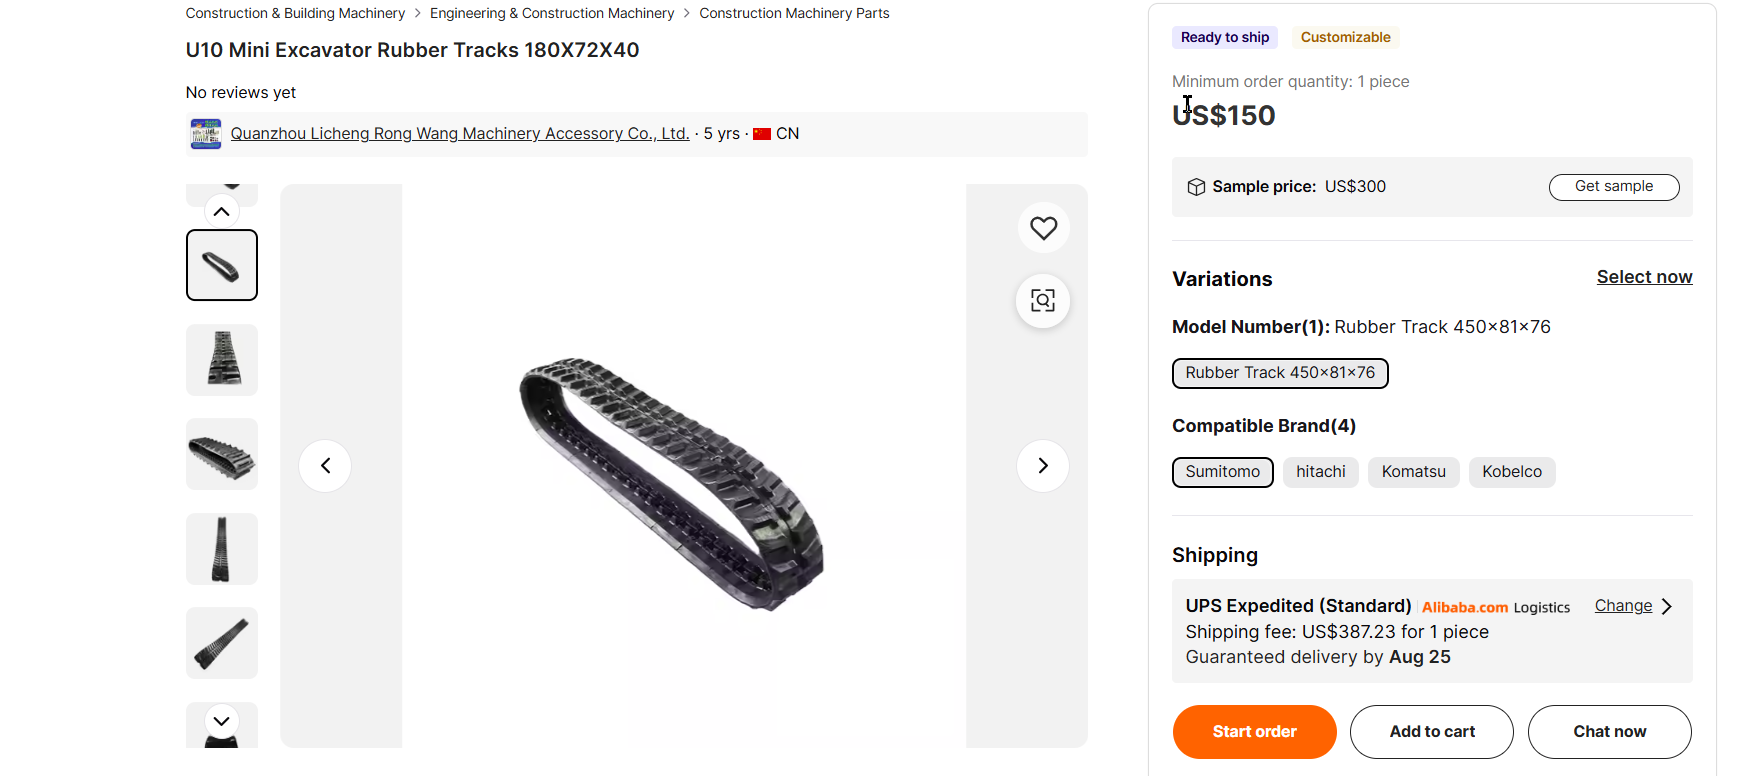 Construction & Building Machinery > Engineering & Construction Machinery > Construction Machinery Parts
U10 Mini Excavator Rubber Tracks 180X72X40
No reviews yet
Quanzhou Licheng Rong Wang Machinery Accessory Co., Ltd. · 5 yrs · CN
Ready to ship
Customizable
Minimum order quantity: 1 piece
US$150
Sample price: US$300
Get sample
Variations
Select now
Model Number(1): Rubber Track 450×81×76
Rubber Track 450×81×76
Compatible Brand(4)
Sumitomo
hitachi
Komatsu
Kobelco
Shipping
UPS Expedited (Standard) | Alibaba.com Logistics
Change
Shipping fee: US$387.23 for 1 piece
Guaranteed delivery by Aug 25
Start order
Add to cart
Chat now